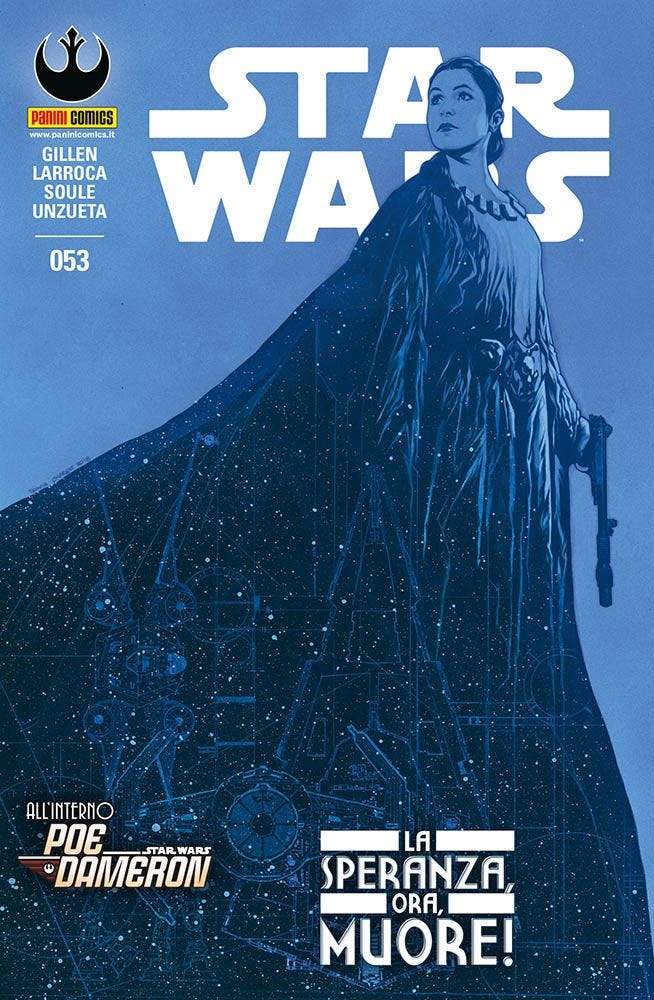 STAR
WARS
™
PANINI COMICS
www.paninicomics.it
GILLEN
LARROCA
SOULE
UNZUETA
053
ALL'INTERNO
STAR WARS
POE
DAMERON
LA
SPERANZA,
ORA,
MUORE!